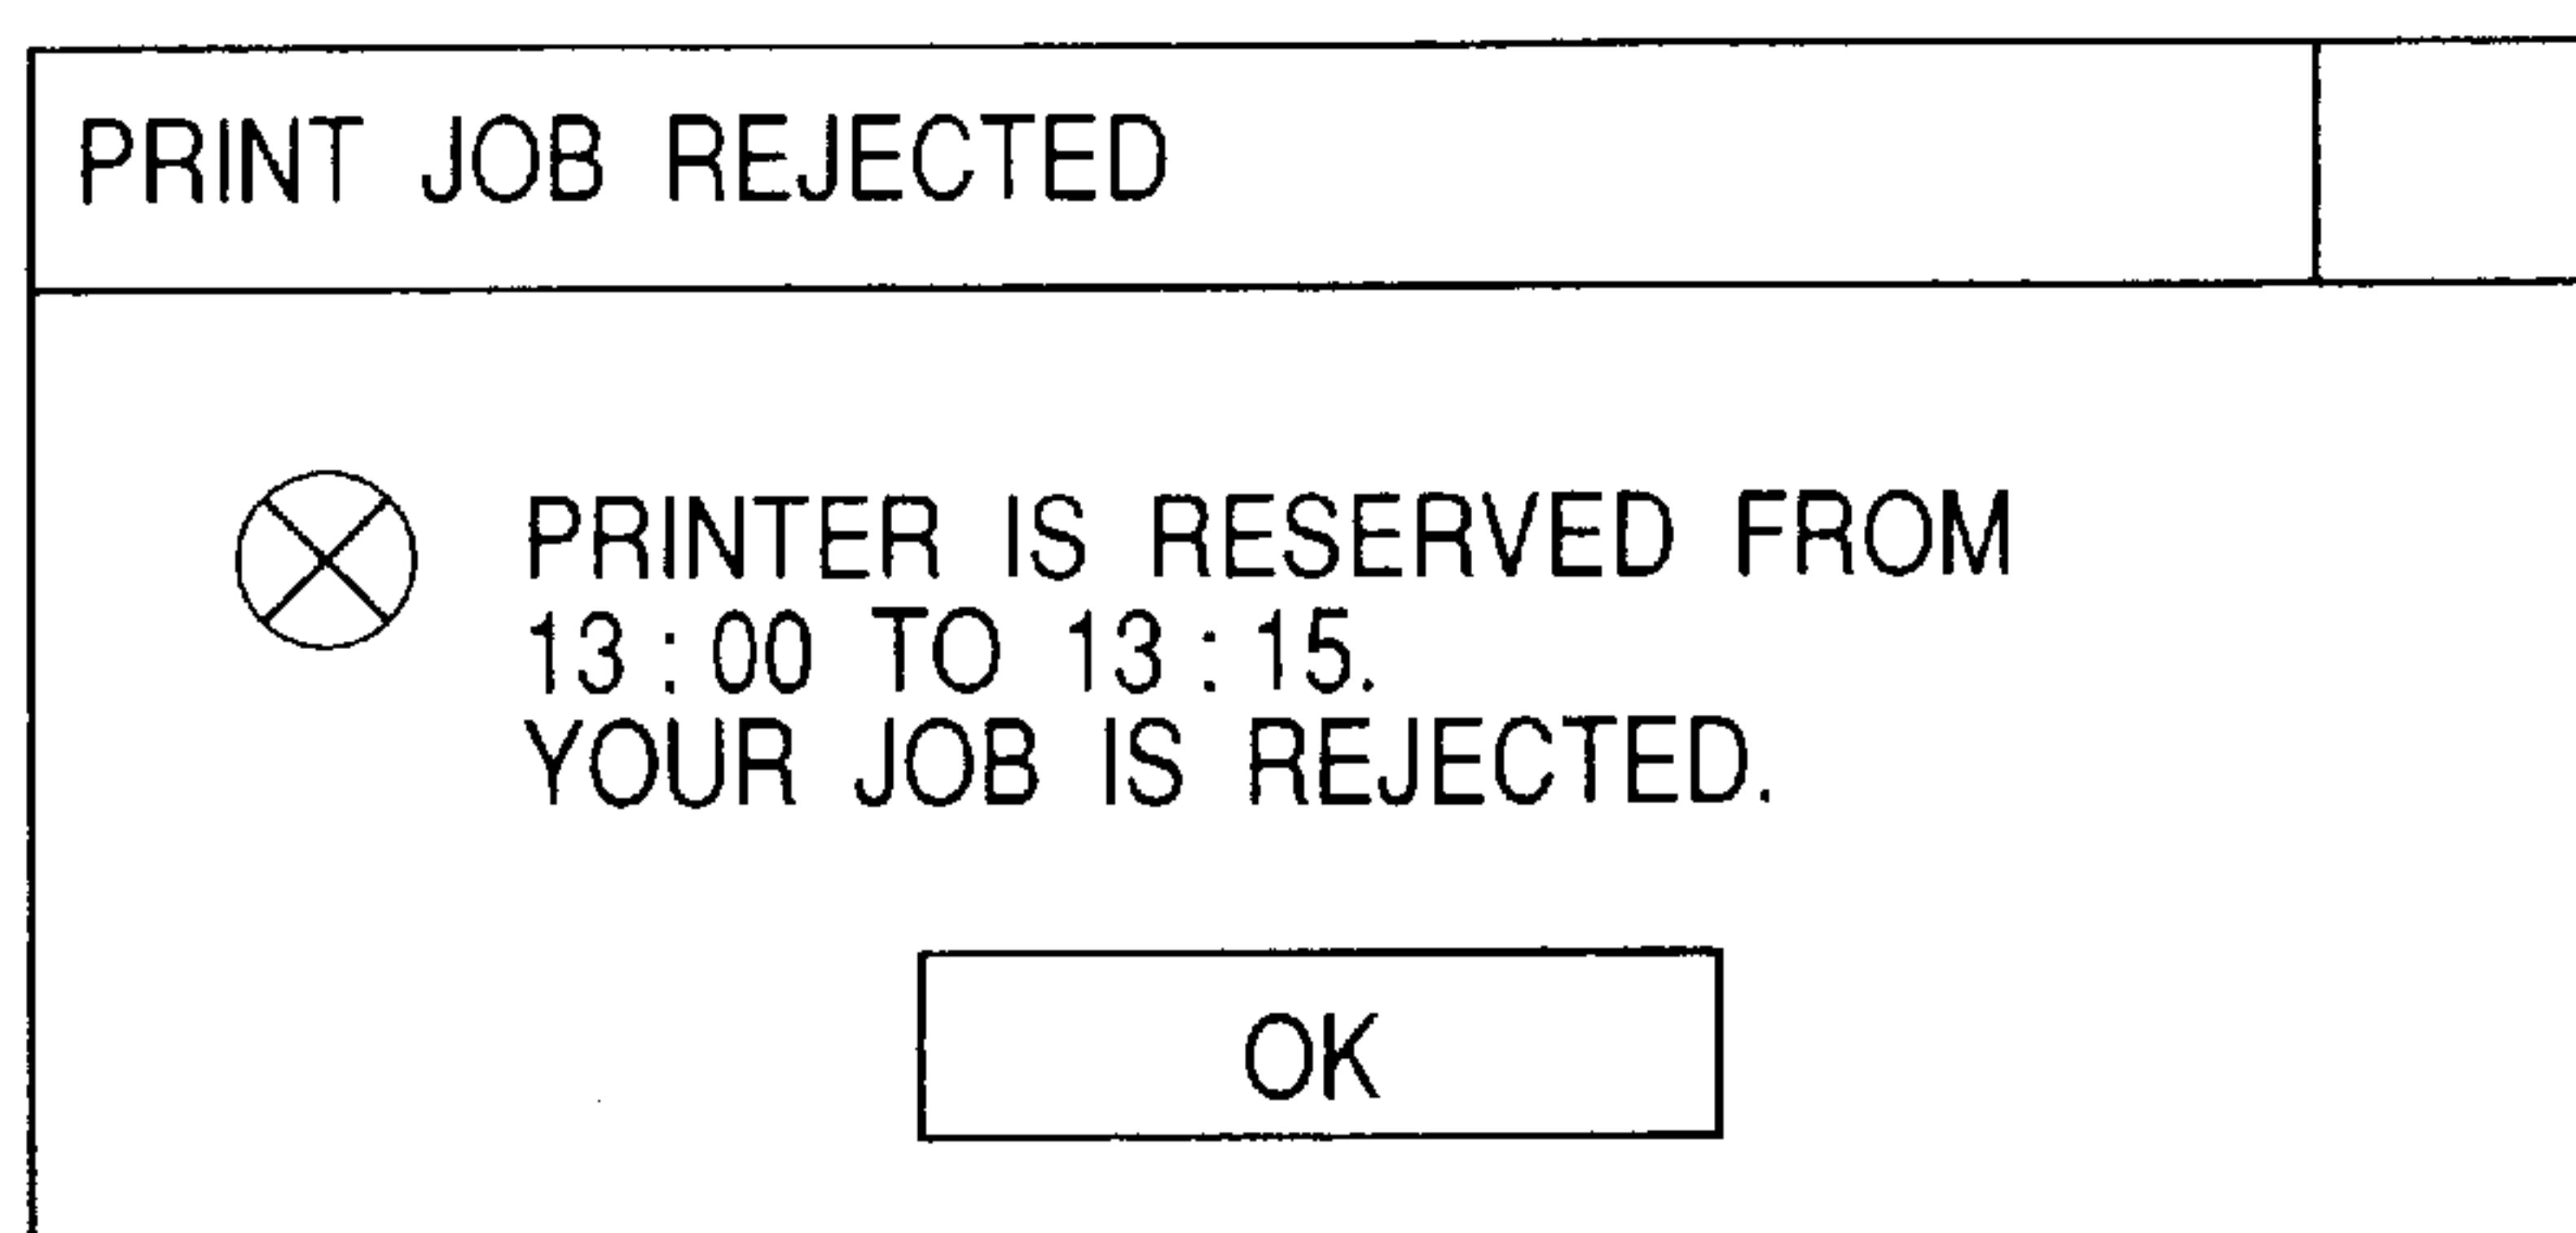 PRINT JOB REJECTED
PRINTER IS RESERVED FROM
13 : 00 TO 13 : 15.
YOUR JOB IS REJECTED.
OK